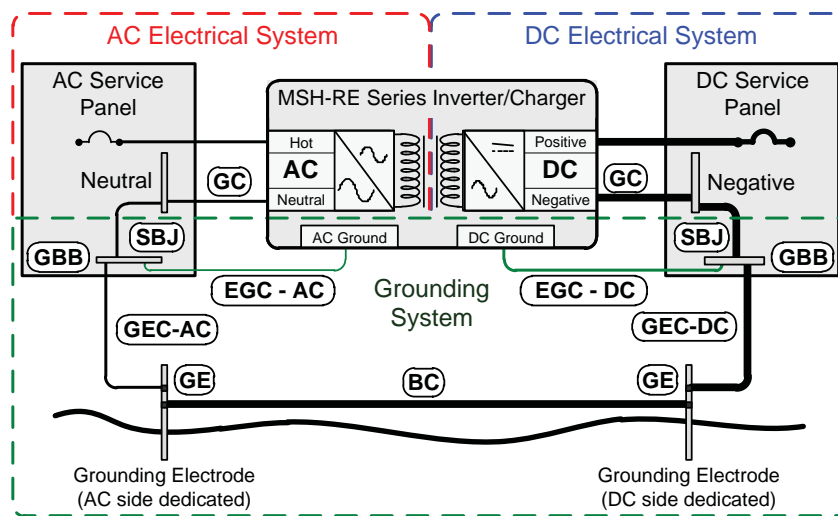 AC Electrical System
DC Electrical System
AC Service
Panel
MSH-RE Series Inverter/Charger
DC Service
Panel
Hot
AC
Neutral
Positive
DC
Negative
Neutral
GC
GC
Negative
SBJ
SBJ
GBB
GBB
AC Ground
DC Ground
EGC - AC
EGC - DC
Grounding
System
GEC-AC
GEC-DC
GE
BC
GE
Grounding Electrode
(AC side dedicated)
Grounding Electrode
(DC side dedicated)